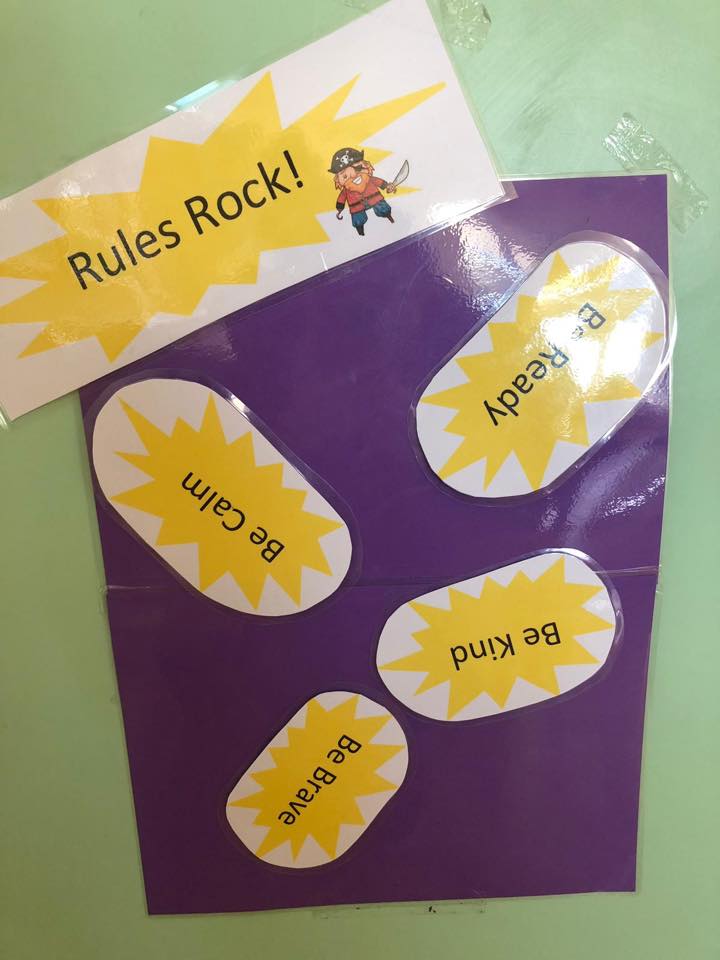 Rules Rock!
Be Ready
Be Calm
Be Kind
Be Brave